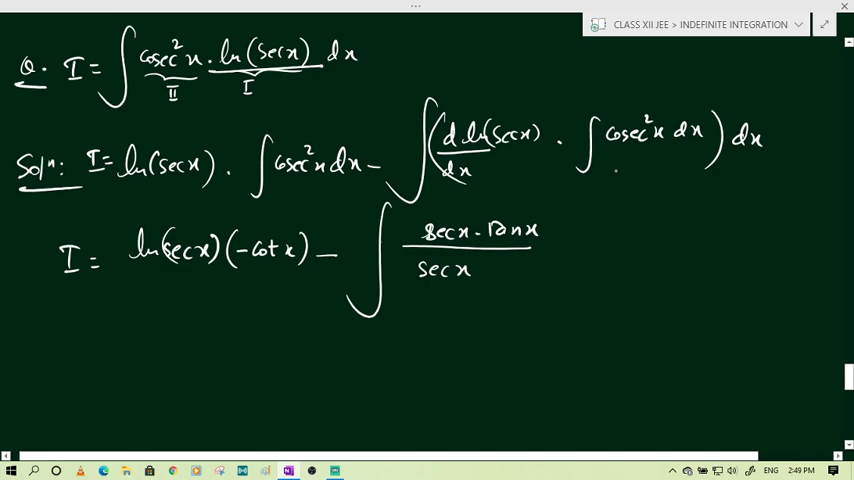 CLASS XII JEE > INDEFINITE INTEGRATION
Q. I = ∫ cosec²x . ln(secx) dx
II I
Solⁿ: I = ln(secx) . ∫ cosec²x dx – ∫ ( d ln(secx)/dx . ∫ cosec²x dx ) dx
I = ln(secx)(-cotx) – ∫ secx . tanx / secx
ENG 2:49 PM